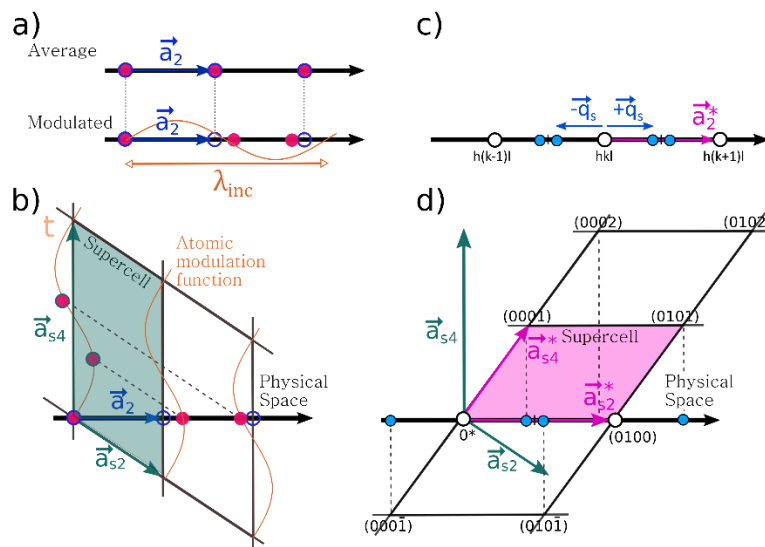 a)
Average
a₂
Modulated
a₂
λinc
b)
t
Supercell
Atomic
modulation
function
as4
a₂
Physical
Space
as2
c)
-qs
+qs
a₂*
h(k-1)l
hkl
h(k+1)l
d)
(0002)
(0102)
as4
(0001)
(0101)
Supercell
as4*
as2*
Physical
Space
0*
(0100)
as2
(0001̄)
(0101̄)